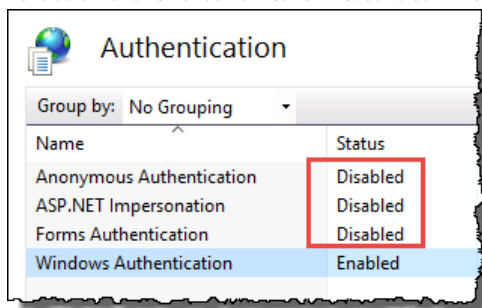 Authentication
Group by: No Grouping
Name Status
Anonymous Authentication Disabled
ASP.NET Impersonation Disabled
Forms Authentication Disabled
Windows Authentication Enabled